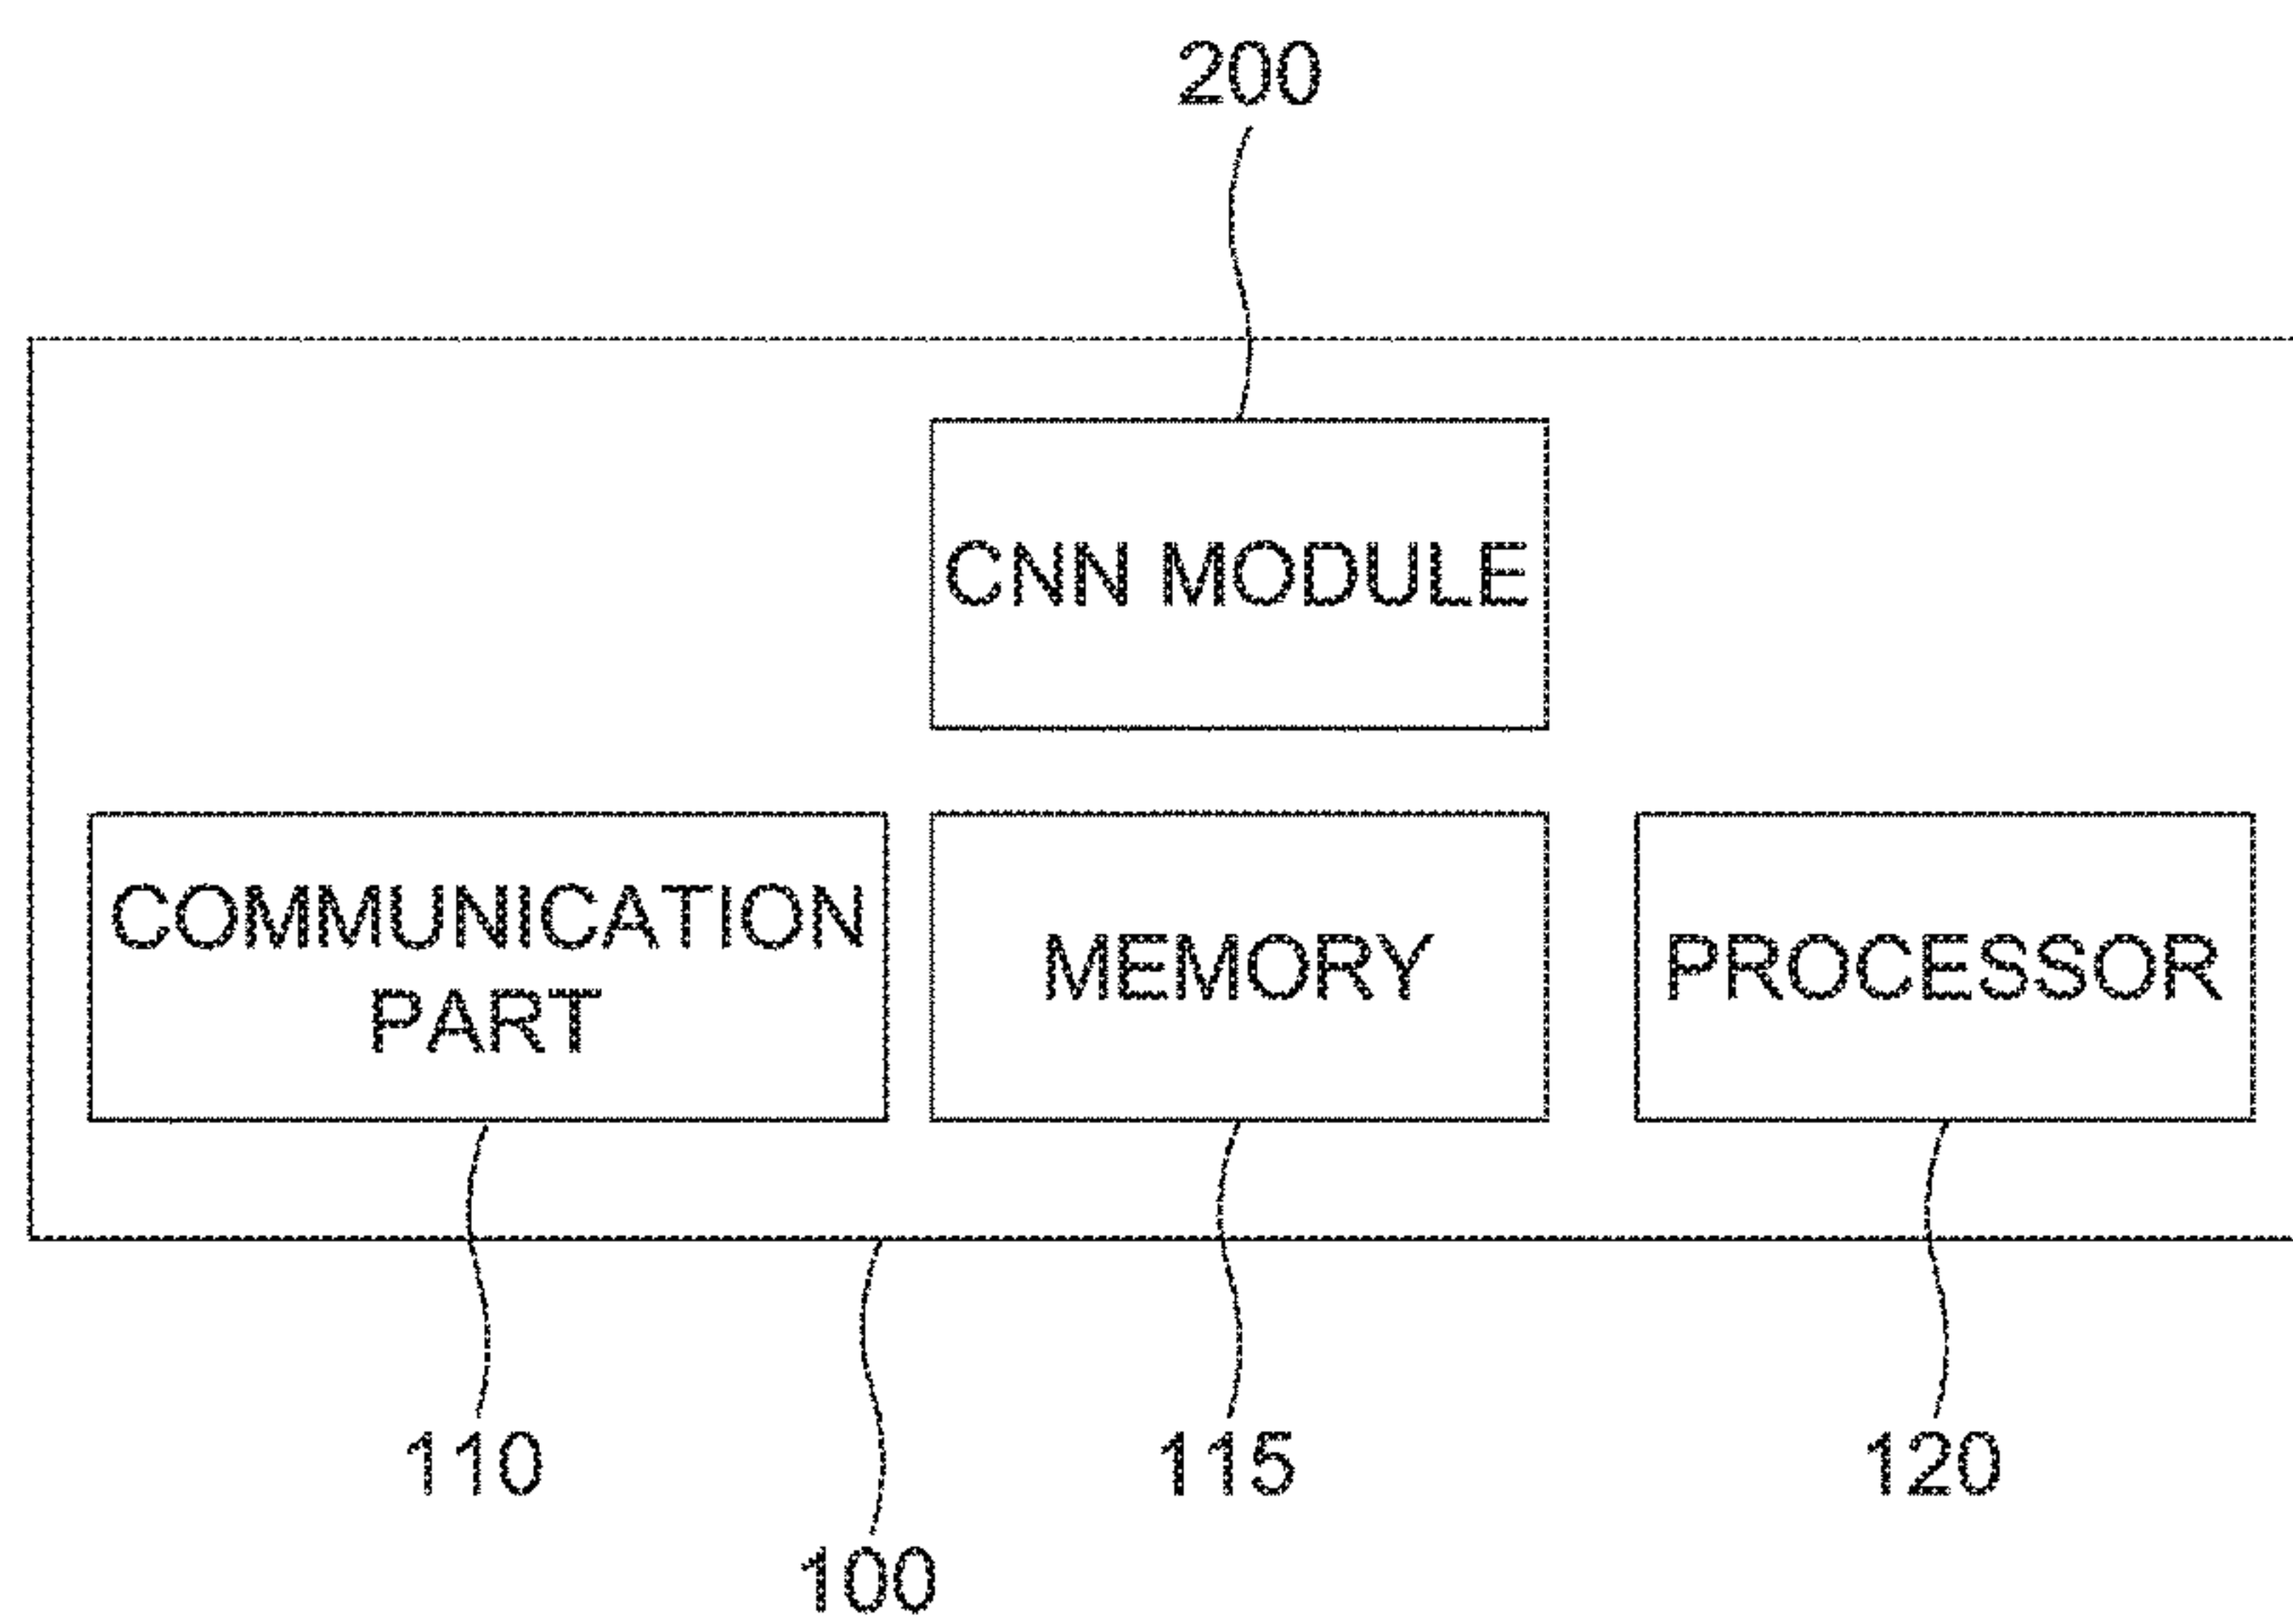 200
CNN MODULE
COMMUNICATION
PART
MEMORY
PROCESSOR
110
115
120
100